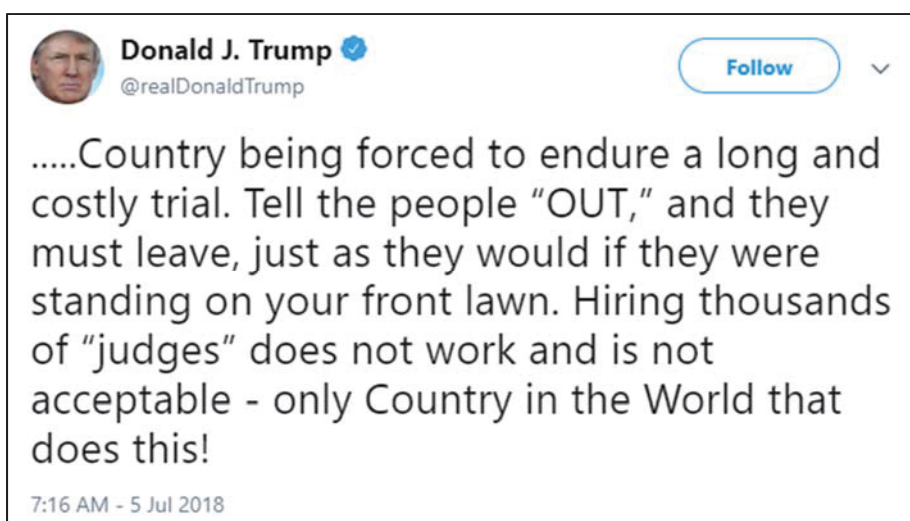 Donald J. Trump
@realDonaldTrump
Follow
.....Country being forced to endure a long and
costly trial. Tell the people “OUT,” and they
must leave, just as they would if they were
standing on your front lawn. Hiring thousands
of “judges” does not work and is not
acceptable - only Country in the World that
does this!
7:16 AM - 5 Jul 2018